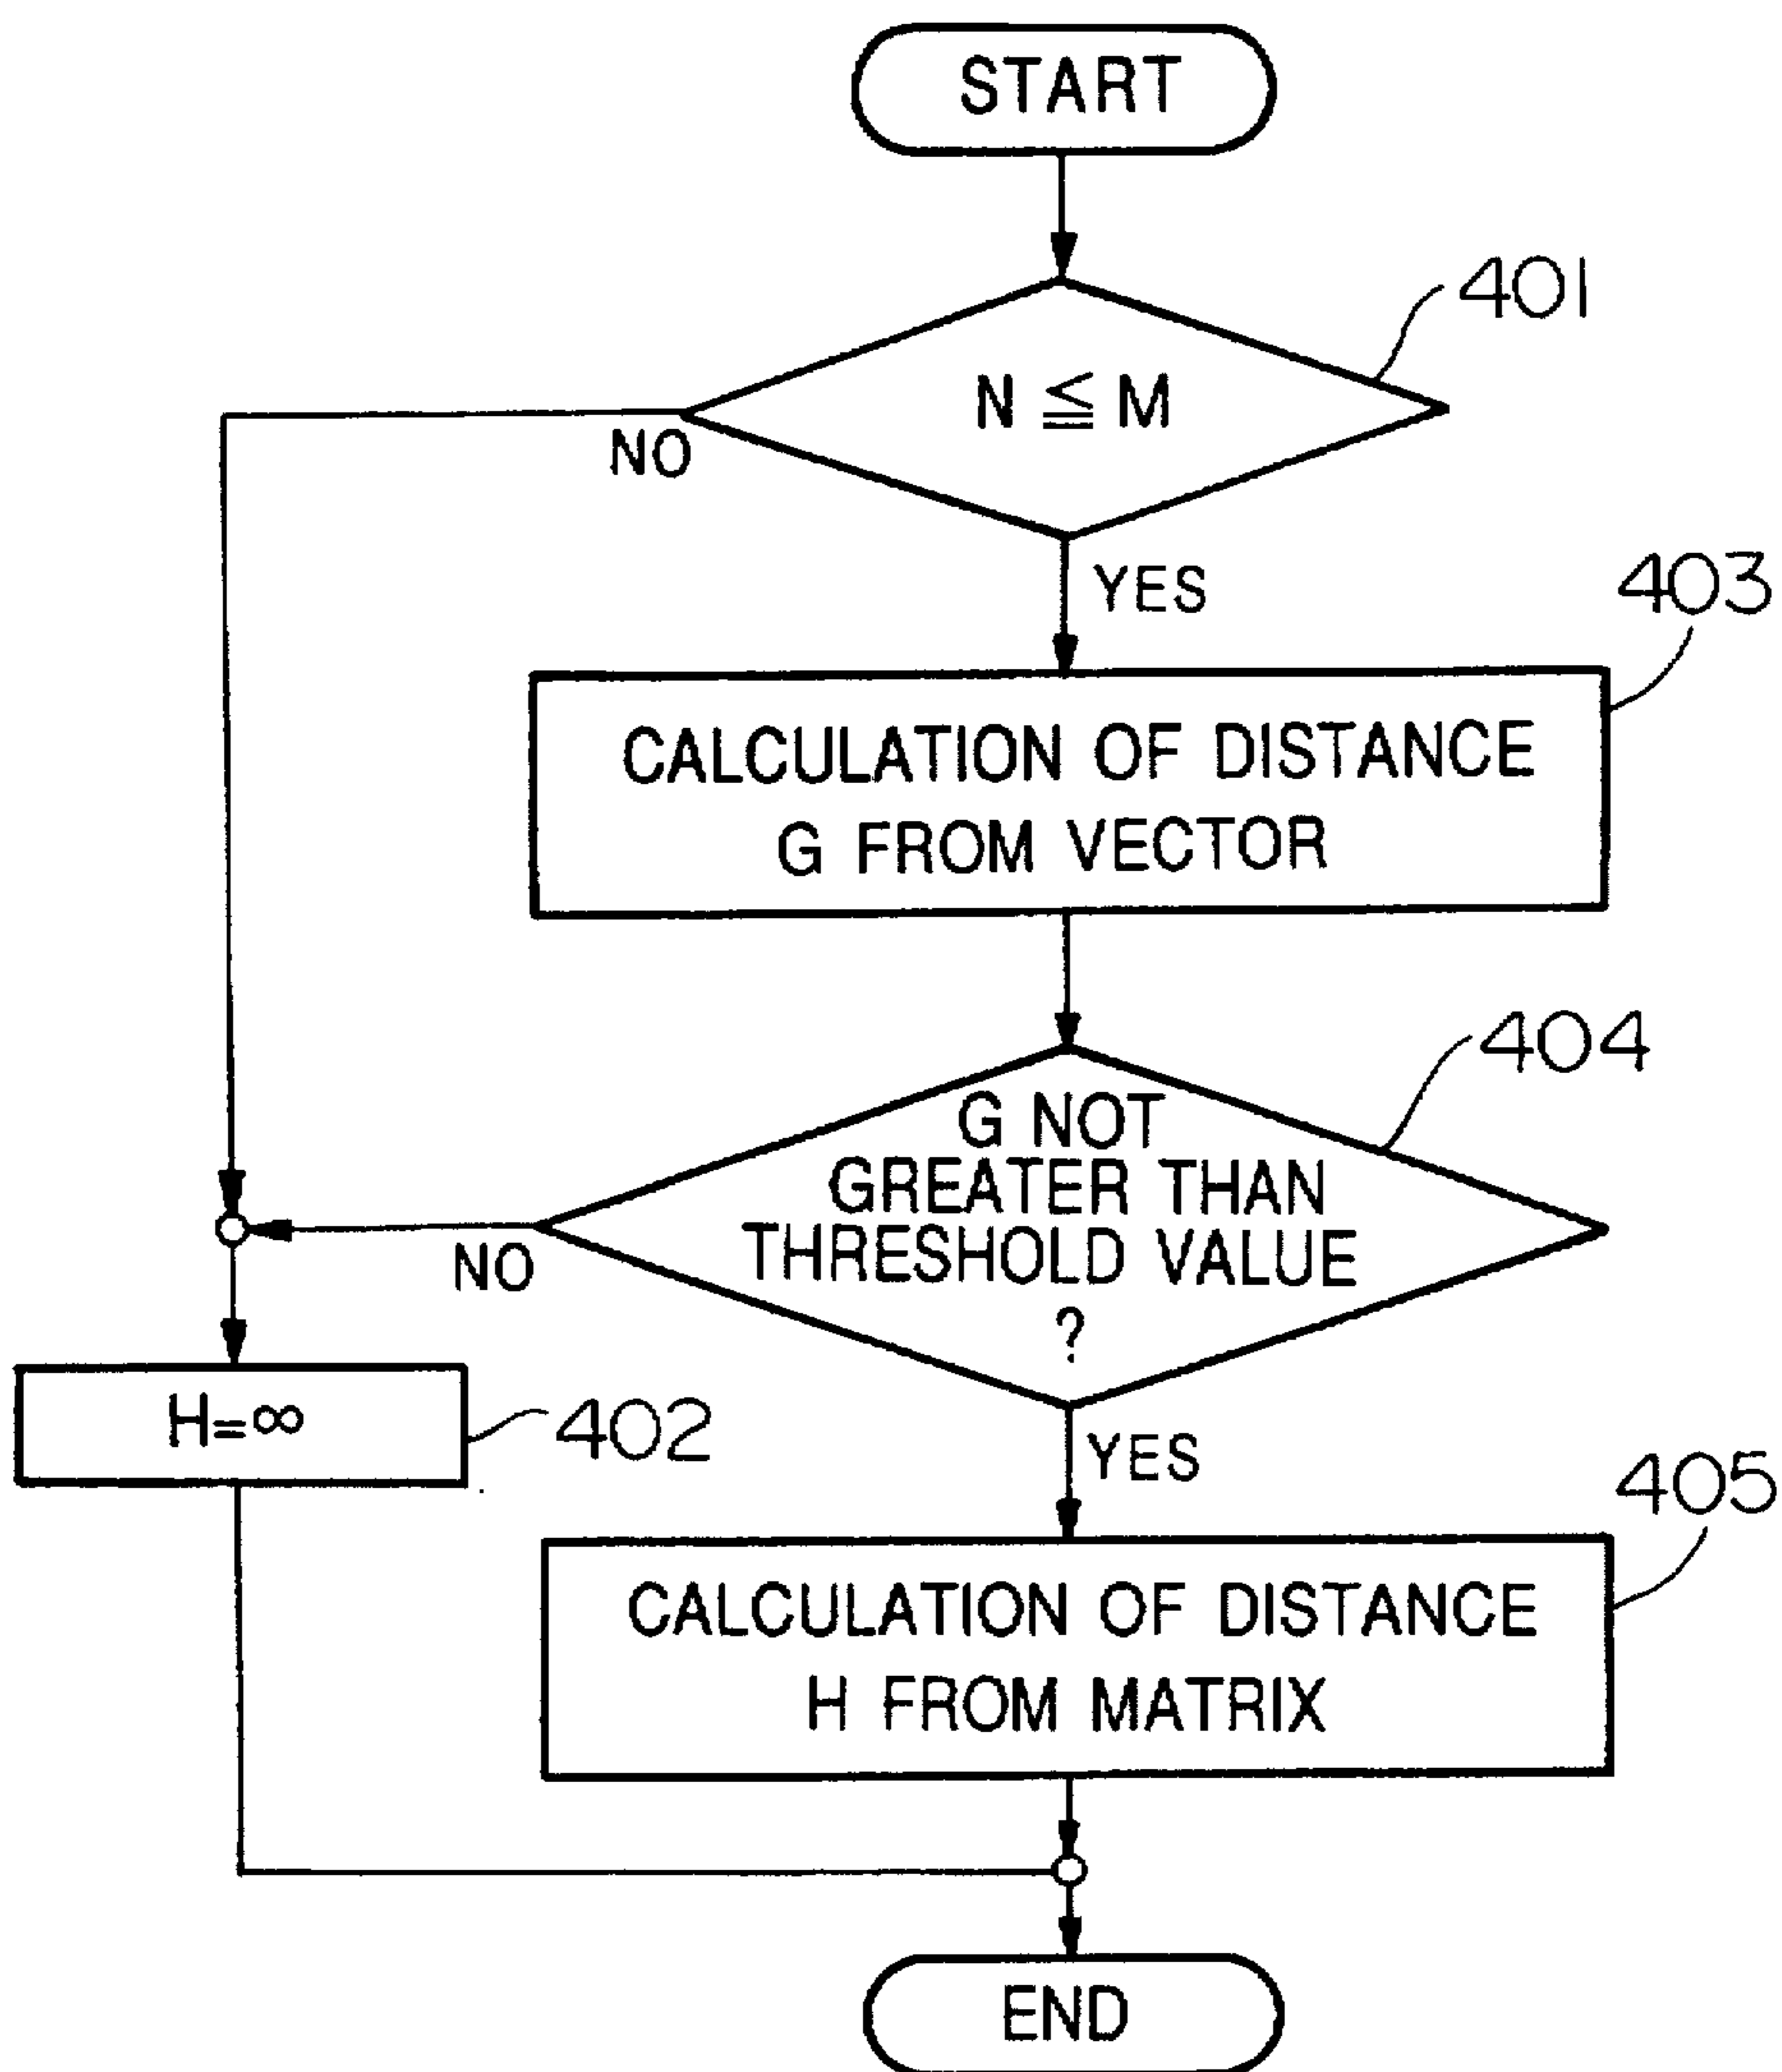 START
401
N ≦ M
NO
YES
403
CALCULATION OF DISTANCE
G FROM VECTOR
404
G NOT
GREATER THAN
THRESHOLD VALUE
?
NO
H=∞
402
YES
405
CALCULATION OF DISTANCE
H FROM MATRIX
END